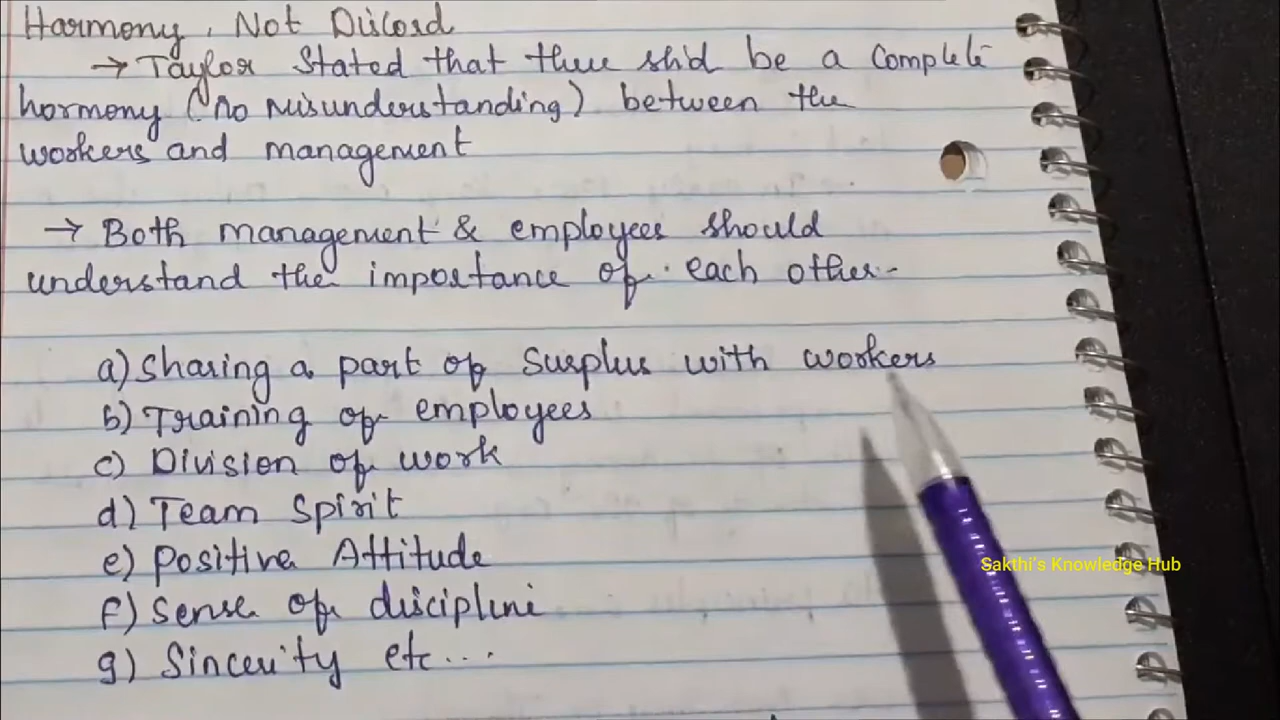 Harmony, Not Discord
→ Taylor stated that there sh'd be a complete
hormony (no misunderstanding) between the
workers and management
→ Both management & employees should
understand the importance of each other.
a) Sharing a part of Surplus with workers
b) Training of employees
c) Division of work
d) Team Spirit
e) Positive Attitude
f) Sense of discipline
g) Sincerity etc...
Sakthi's Knowledge Hub